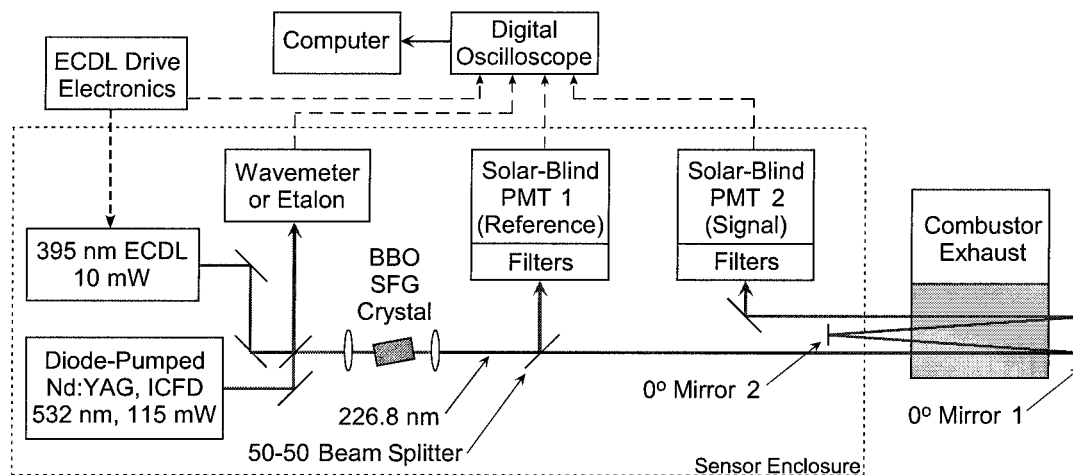 Computer
Digital
Oscilloscope
ECDL Drive
Electronics
Wavemeter
or Etalon
Solar-Blind
PMT 1
(Reference)
Filters
Solar-Blind
PMT 2
(Signal)
Filters
Combustor
Exhaust
395 nm ECDL
10 mW
BBO
SFG
Crystal
Diode-Pumped
Nd:YAG, ICFD
532 nm, 115 mW
226.8 nm
50-50 Beam Splitter
0º Mirror 2
0º Mirror 1
Sensor Enclosure